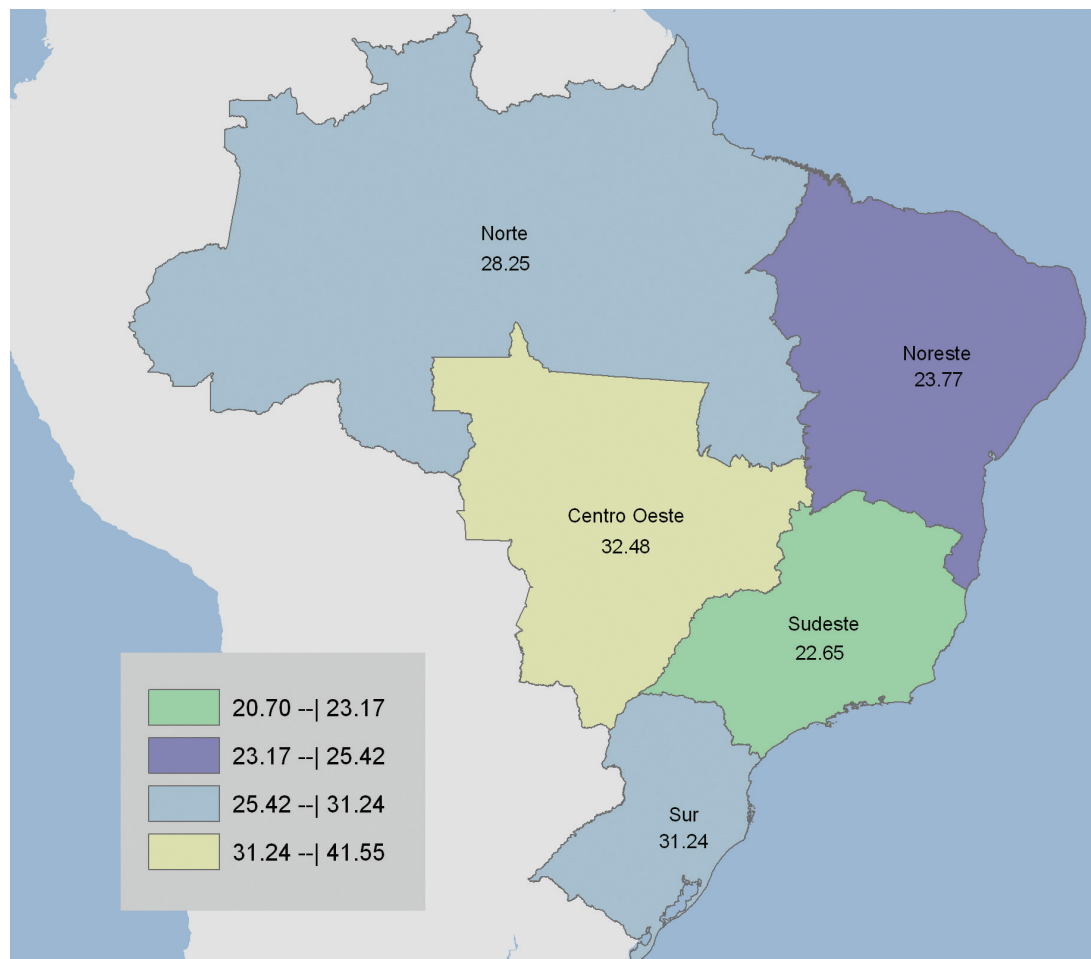 Norte
28.25
Noreste
23.77
Centro Oeste
32.48
Sudeste
22.65
Sur
31.24
20.70 --| 23.17
23.17 --| 25.42
25.42 --| 31.24
31.24 --| 41.55